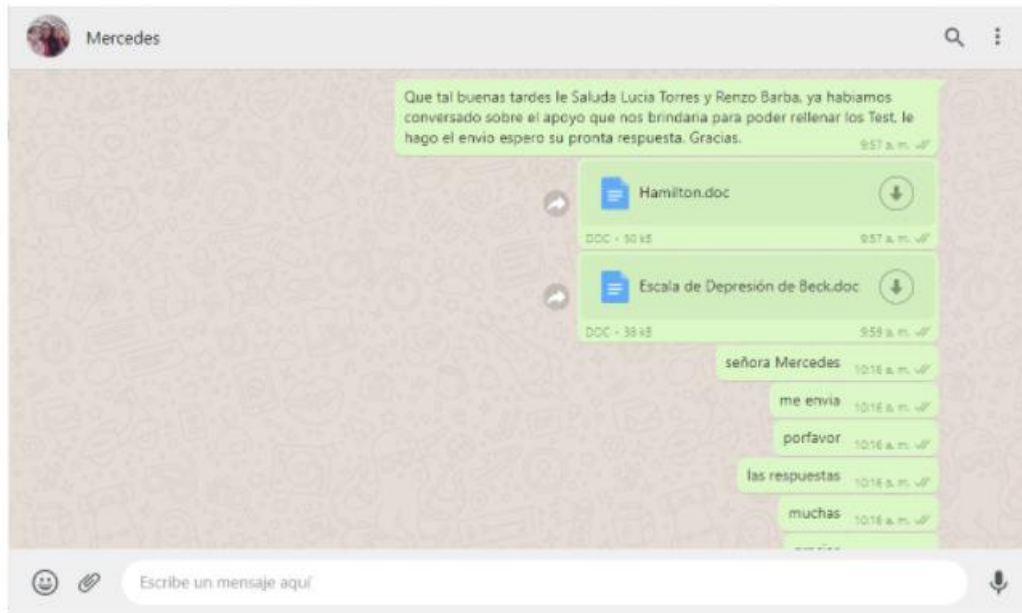 Mercedes
Que tal buenas tardes le Saluda Lucia Torres y Renzo Barba, ya habiamos
conversado sobre el apoyo que nos brindaria para poder rellenar los Test, le
hago el envio espero su pronta respuesta. Gracias.
9:57 a. m.
Hamilton.doc
DOC • 50 kB
9:57 a. m.
Escala de Depresión de Beck.doc
DOC • 38 kB
9:59 a. m.
señora Mercedes 10:16 a. m.
me envia 10:16 a. m.
porfavor 10:16 a. m.
las respuestas 10:16 a. m.
muchas 10:16 a. m.
Escribe un mensaje aquí